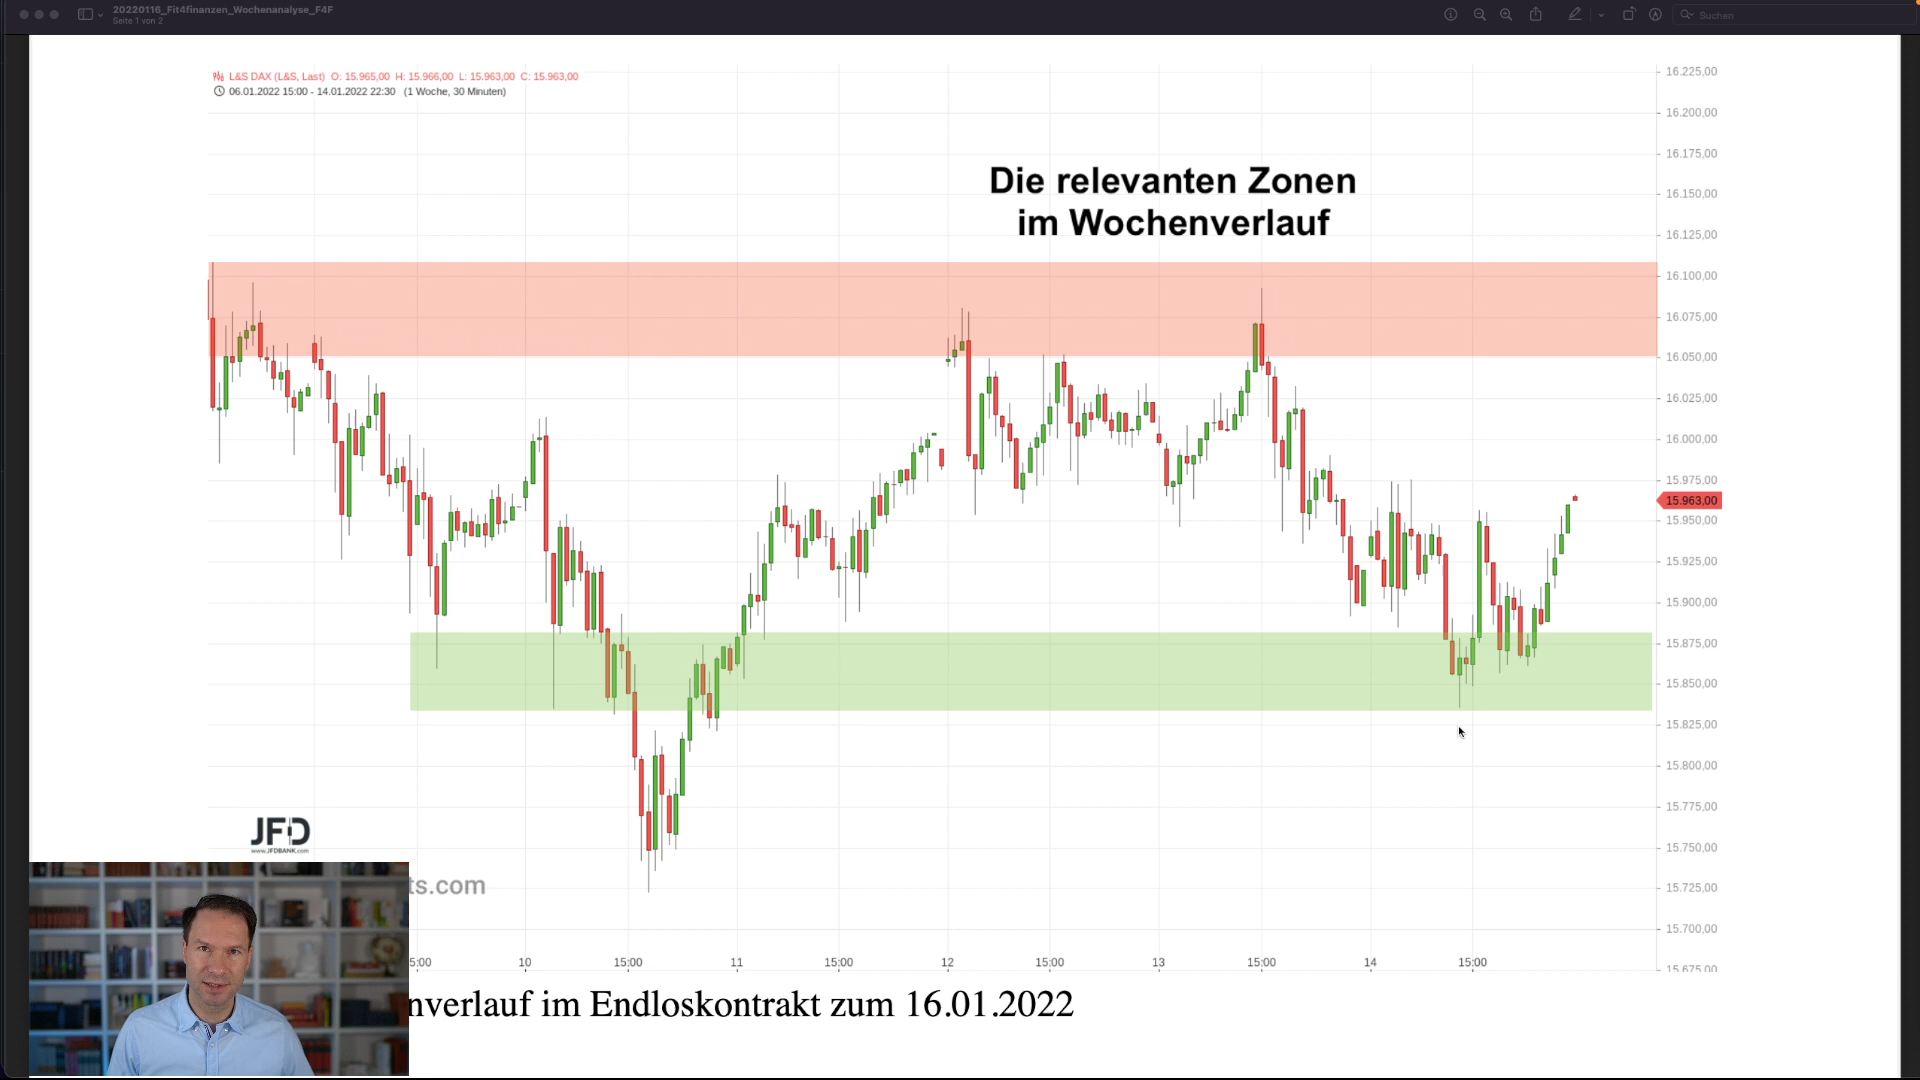 20220116_Fit4finanzen_Wochenanalyse_F4F
Seite 1 von 2
Suchen
L&S DAX (L&S, Last) O: 15.965,00 H: 15.966,00 L: 15.963,00 C: 15.963,00
06.01.2022 15:00 - 14.01.2022 22:30 (1 Woche, 30 Minuten)
Die relevanten Zonen
im Wochenverlauf
16.225,00
16.200,00
16.175,00
16.150,00
16.125,00
16.100,00
16.075,00
16.050,00
16.025,00
16.000,00
15.975,00
15.963,00
15.950,00
15.925,00
15.900,00
15.875,00
15.850,00
15.825,00
15.800,00
15.775,00
15.750,00
15.725,00
15.700,00
15.675,00
JFD
www.JFDBANK.com
ts.com
5:00 10 15:00 11 15:00 12 15:00 13 15:00 14 15:00
nverlauf im Endloskontrakt zum 16.01.2022